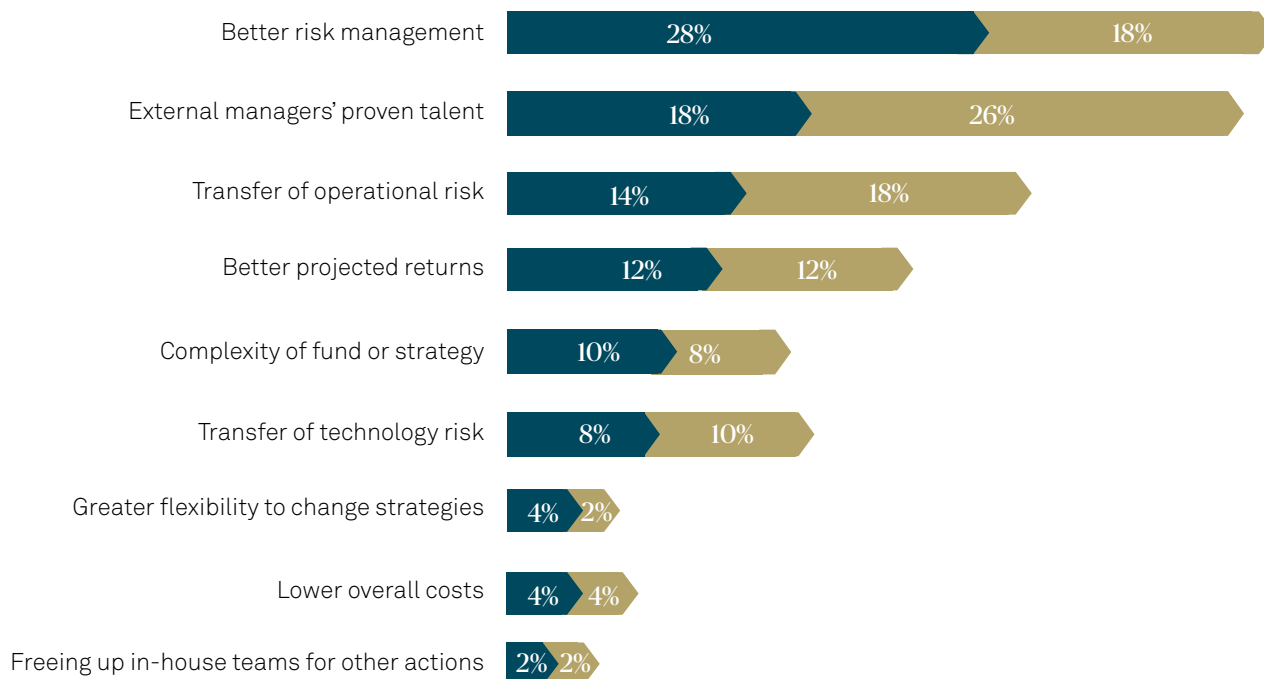 Better risk management 28% 18%
External managers’ proven talent 18% 26%
Transfer of operational risk 14% 18%
Better projected returns 12% 12%
Complexity of fund or strategy 10% 8%
Transfer of technology risk 8% 10%
Greater flexibility to change strategies 4% 2%
Lower overall costs 4% 4%
Freeing up in-house teams for other actions 2% 2%